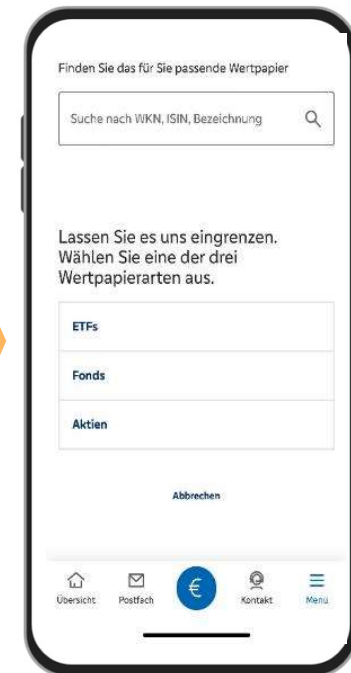 Finden Sie das für Sie passende Wertpapier
Suche nach WKN, ISIN, Bezeichnung
Lassen Sie es uns eingrenzen.
Wählen Sie eine der drei
Wertpapierarten aus.
ETFs
Fonds
Aktien
Abbrechen
€
Übersicht Postfach Kontakt Menü